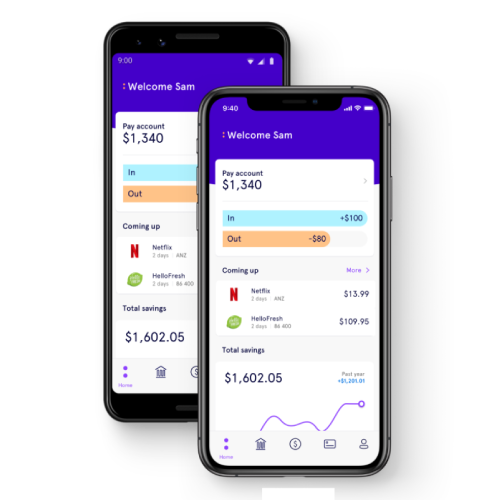 9:00
Welcome Sam
Pay account
$1,340
In
Out
Coming up
Netflix
2 days ANZ
HelloFresh
2 days 86 400
Total savings
$1,602.05
Home
9:40
Welcome Sam
Pay account
$1,340
In +$100
Out -$80
Coming up More
Netflix
2 days ANZ $13.99
HelloFresh
2 days 86 400 $109.95
Total savings
$1,602.05
Past year
+$1,201.01
Home